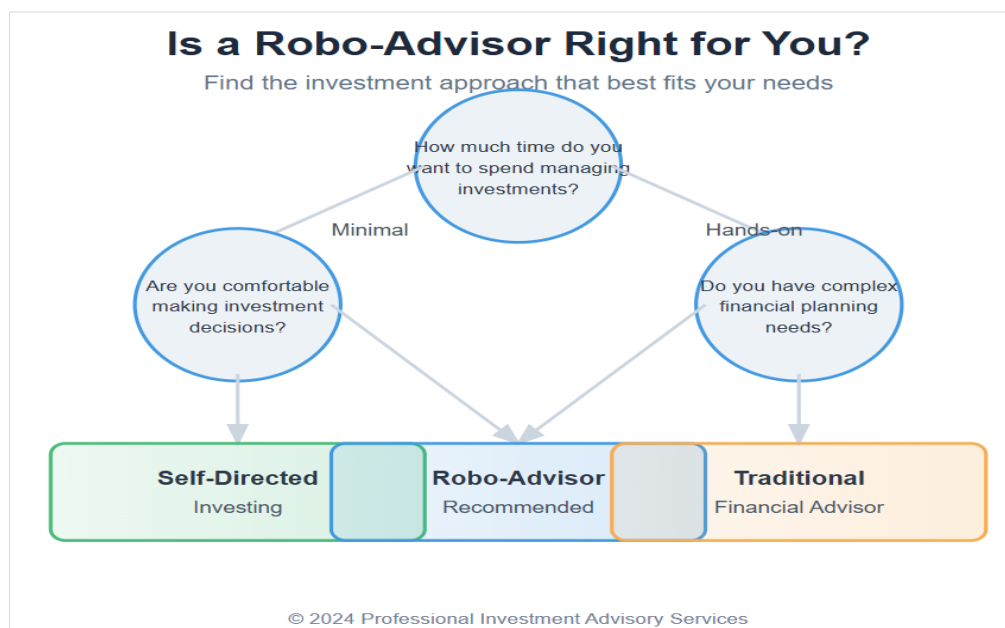 Is a Robo-Advisor Right for You?
Find the investment approach that best fits your needs
How much time do you
want to spend managing
investments?
Minimal
Hands-on
Are you comfortable
making investment
decisions?
Do you have complex
financial planning
needs?
Self-Directed
Investing
Robo-Advisor
Recommended
Traditional
Financial Advisor
© 2024 Professional Investment Advisory Services